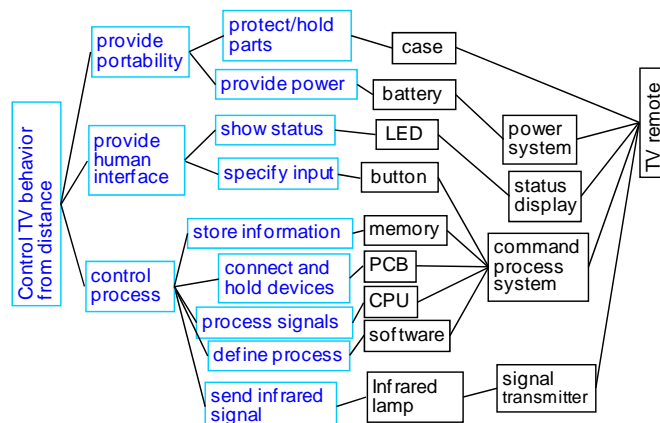 Control TV behavior
from distance
provide
portability
provide
human
interface
control
process
protect/hold
parts
provide power
show status
specify input
store information
connect and
hold devices
process signals
define process
send infrared
signal
case
battery
LED
button
memory
PCB
CPU
software
Infrared
lamp
power
system
status
display
command
process
system
signal
transmitter
TV remote